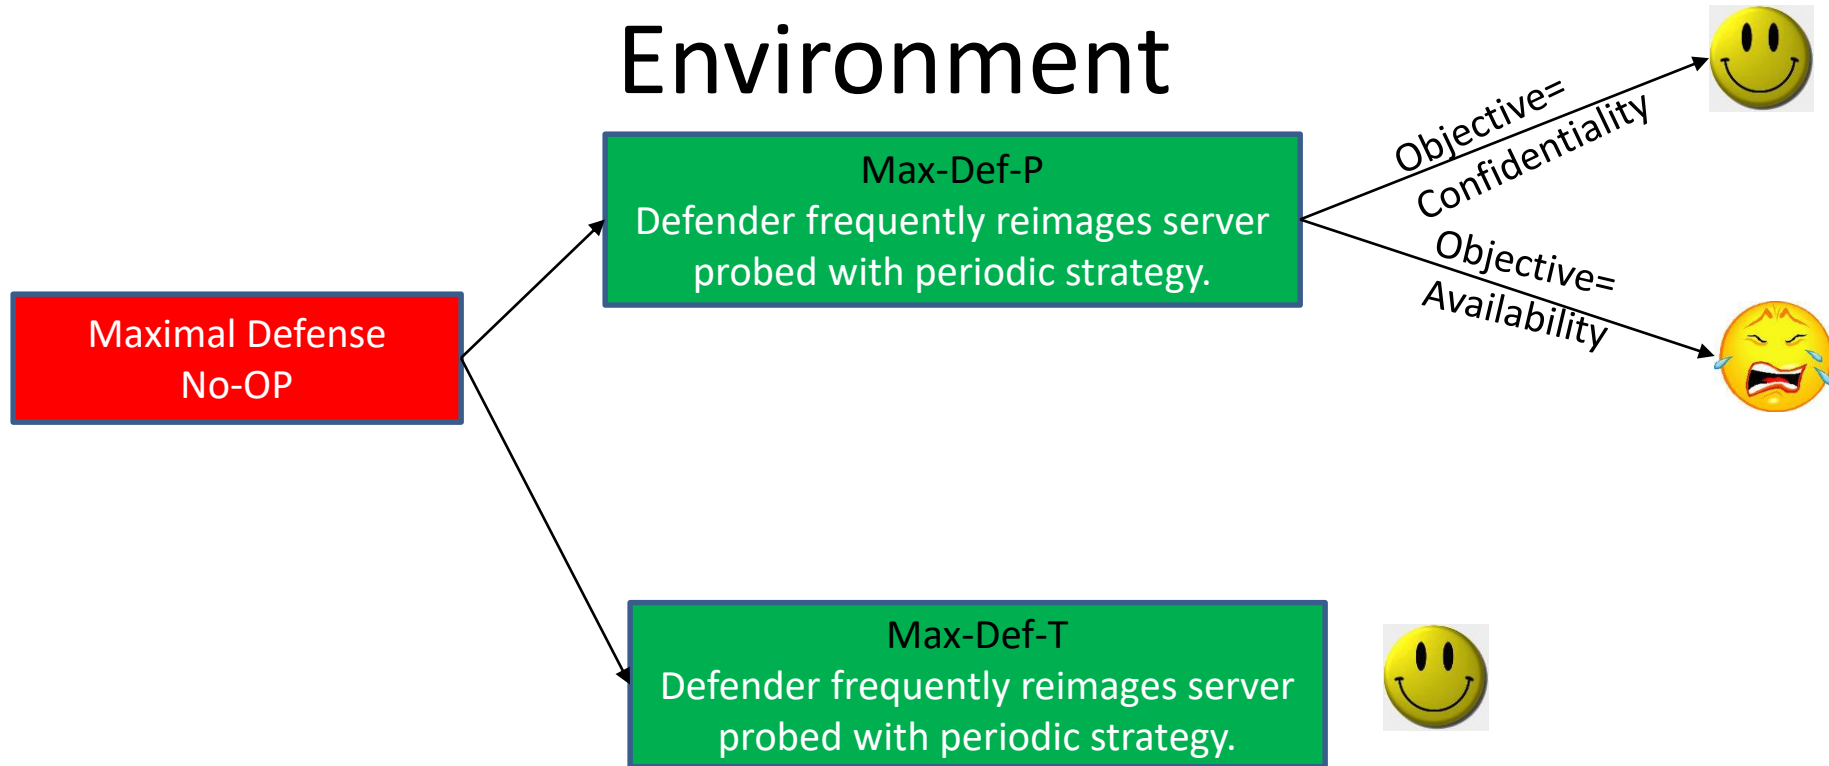 Environment
Max-Def-P
Defender frequently reimages server
probed with periodic strategy.
Objective=
Confidentiality
Objective=
Availability
Maximal Defense
No-OP
Max-Def-T
Defender frequently reimages server
probed with periodic strategy.